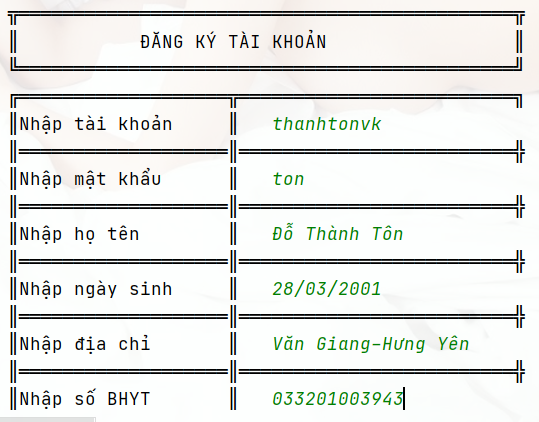 ĐĂNG KÝ TÀI KHOẢN
Nhập tài khoản thanhtonvk
Nhập mật khẩu ton
Nhập họ tên Đỗ Thành Tôn
Nhập ngày sinh 28/03/2001
Nhập địa chỉ Văn Giang-Hưng Yên
Nhập số BHYT 033201003943